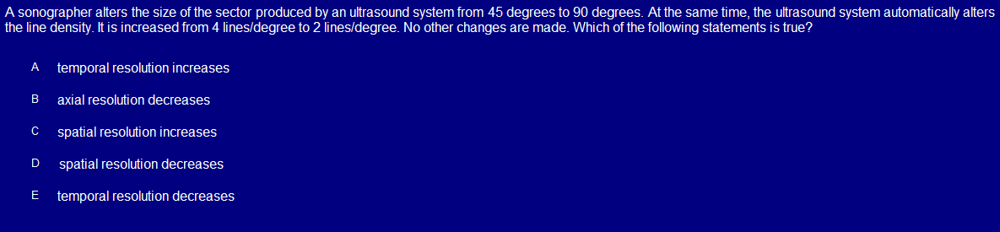 A sonographer alters the size of the sector produced by an ultrasound system from 45 degrees to 90 degrees. At the same time, the ultrasound system automatically alters
the line density. It is increased from 4 lines/degree to 2 lines/degree. No other changes are made. Which of the following statements is true?
A temporal resolution increases
B axial resolution decreases
C spatial resolution increases
D spatial resolution decreases
E temporal resolution decreases